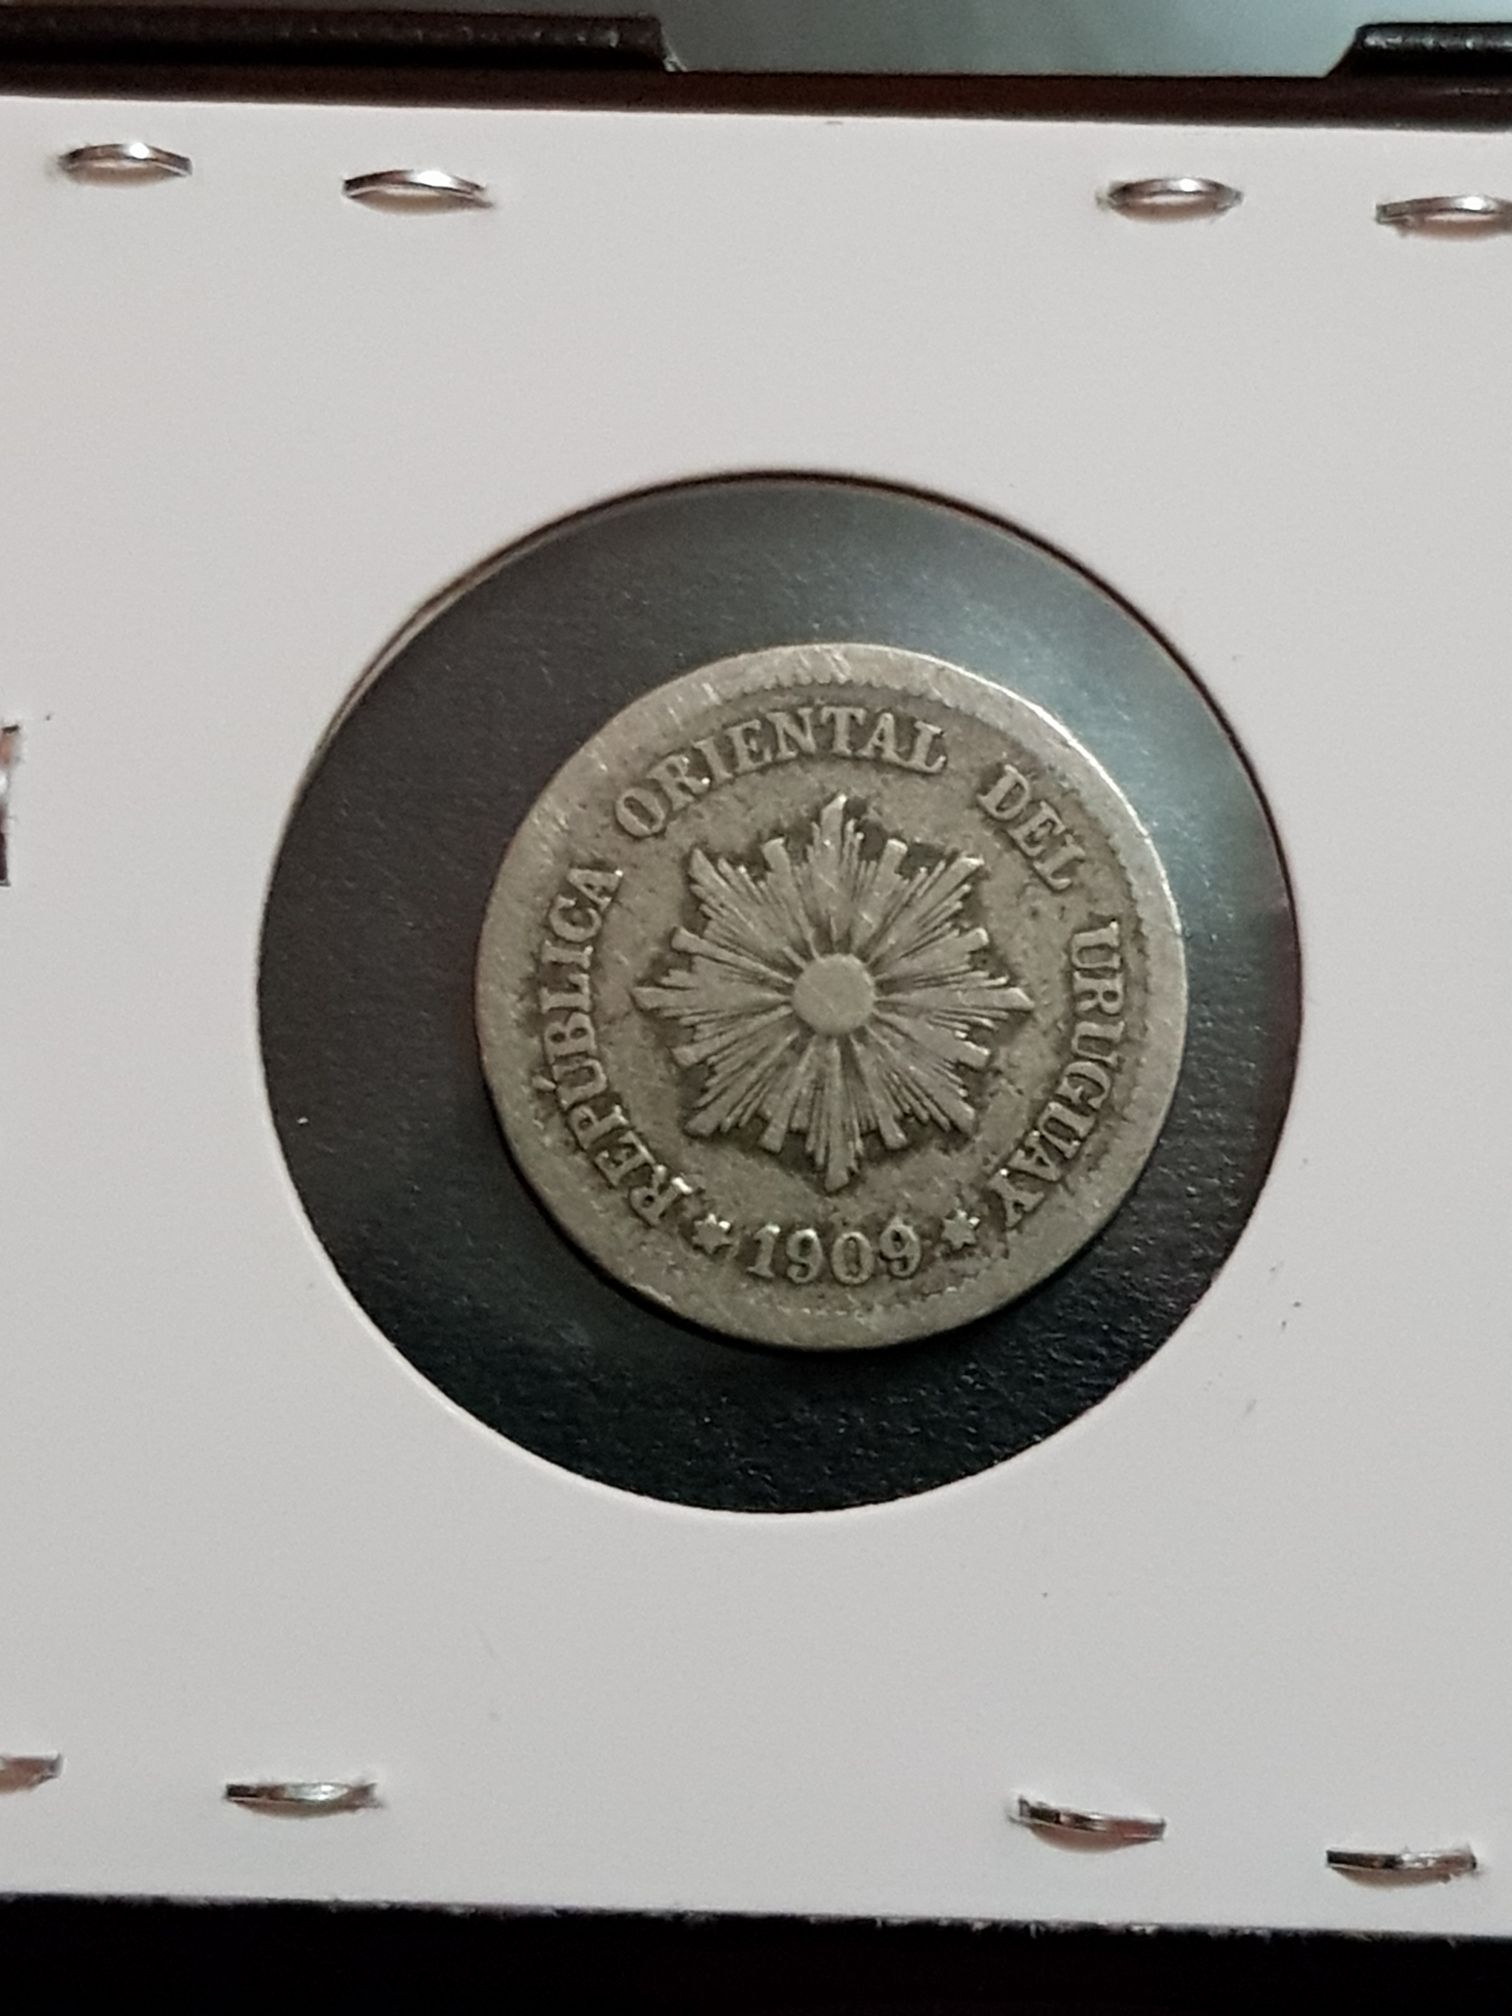 REPÚBLICA ORIENTAL DEL URUGUAY
★ 1909 ★